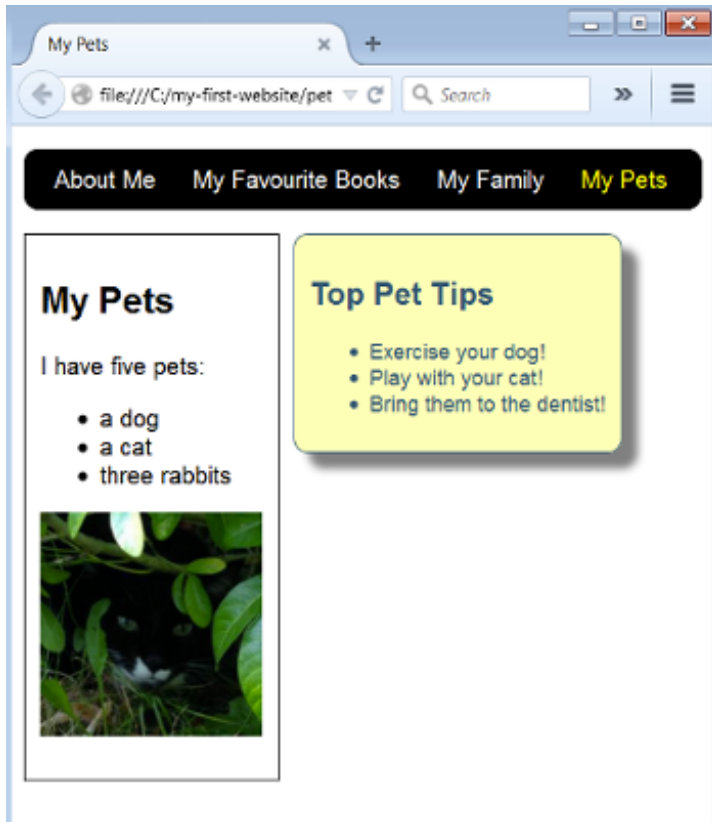 My Pets
file:///C:/my-first-website/pet
Search
About Me My Favourite Books My Family My Pets
My Pets
I have five pets:
• a dog
• a cat
• three rabbits
Top Pet Tips
• Exercise your dog!
• Play with your cat!
• Bring them to the dentist!